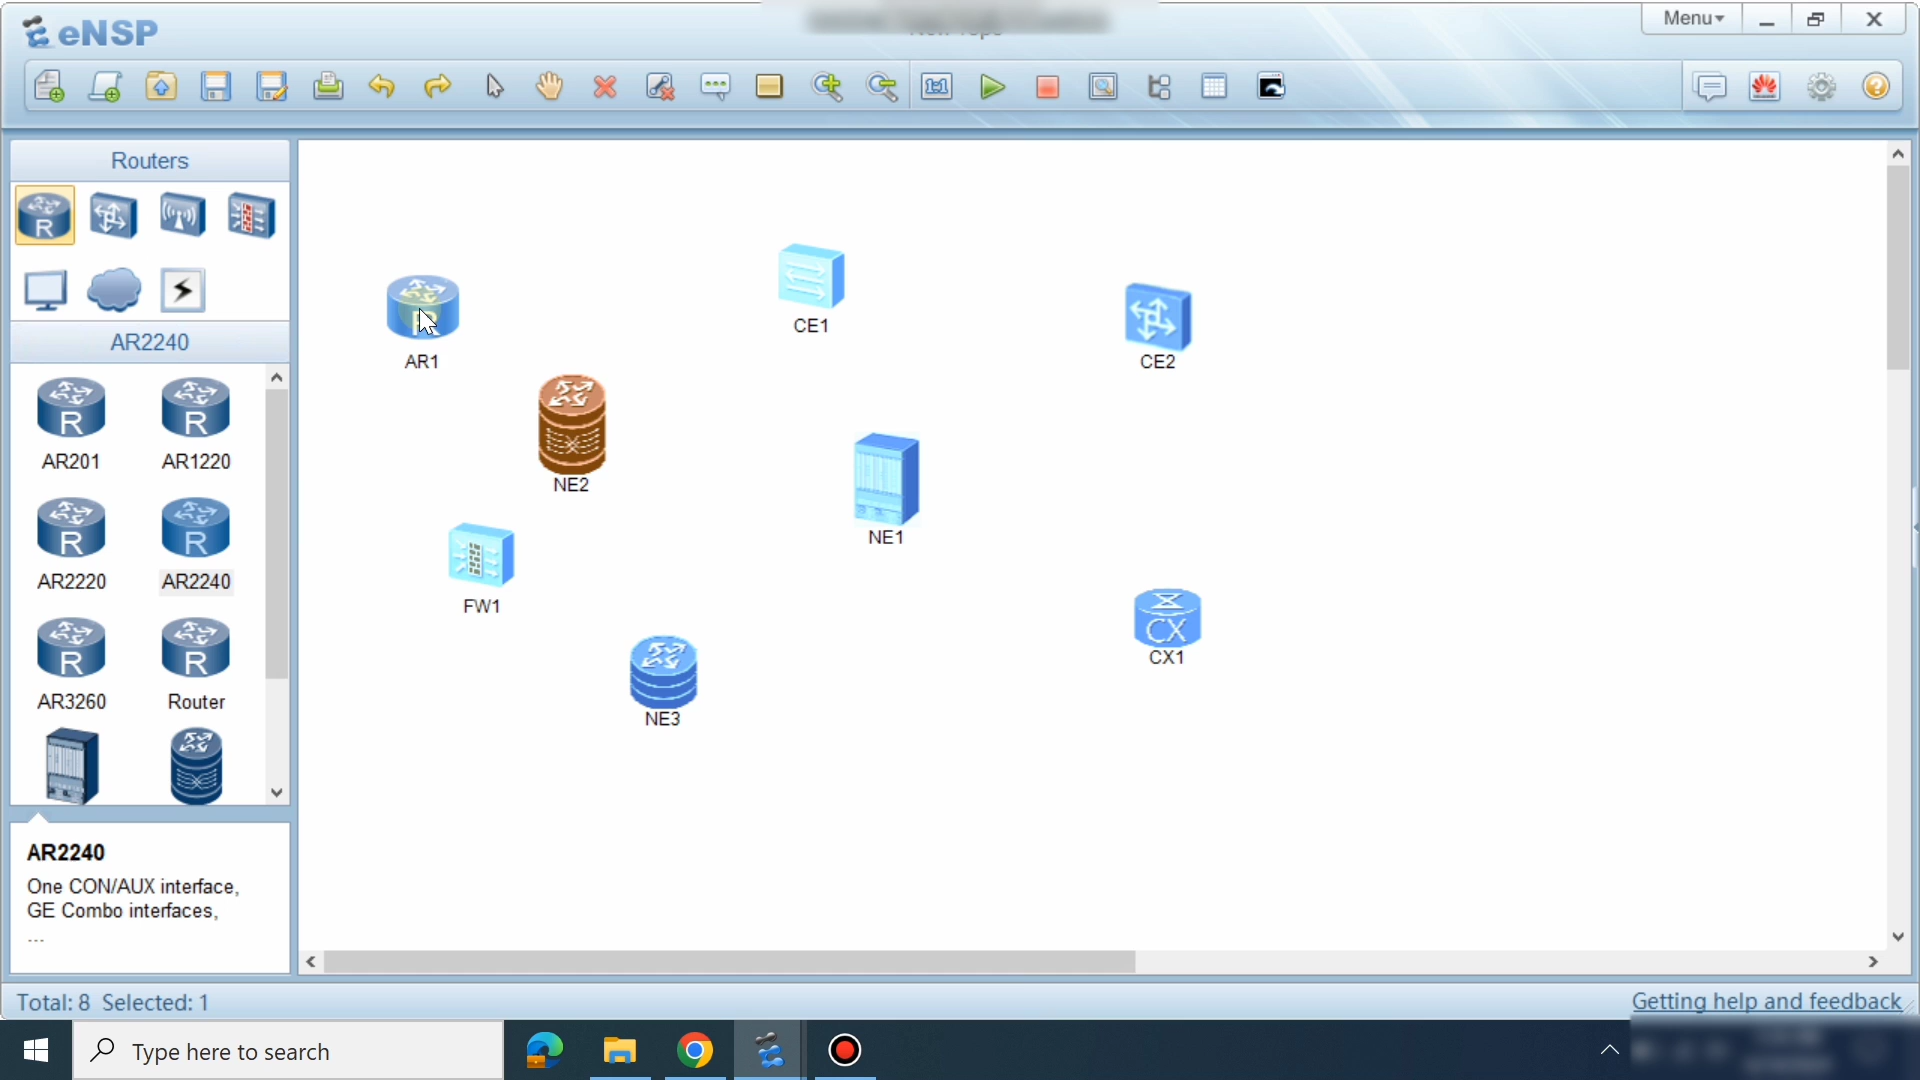 eNSP
Menu
Routers
R
R
AR1
CE1
CE2
AR2240
R
R
AR201
AR1220
NE2
NE1
R
R
AR2220
AR2240
FW1
CX
CX1
R
R
AR3260
Router
NE3
AR2240
One CON/AUX interface,
GE Combo interfaces,
...
Total: 8 Selected: 1
Getting help and feedback
Type here to search